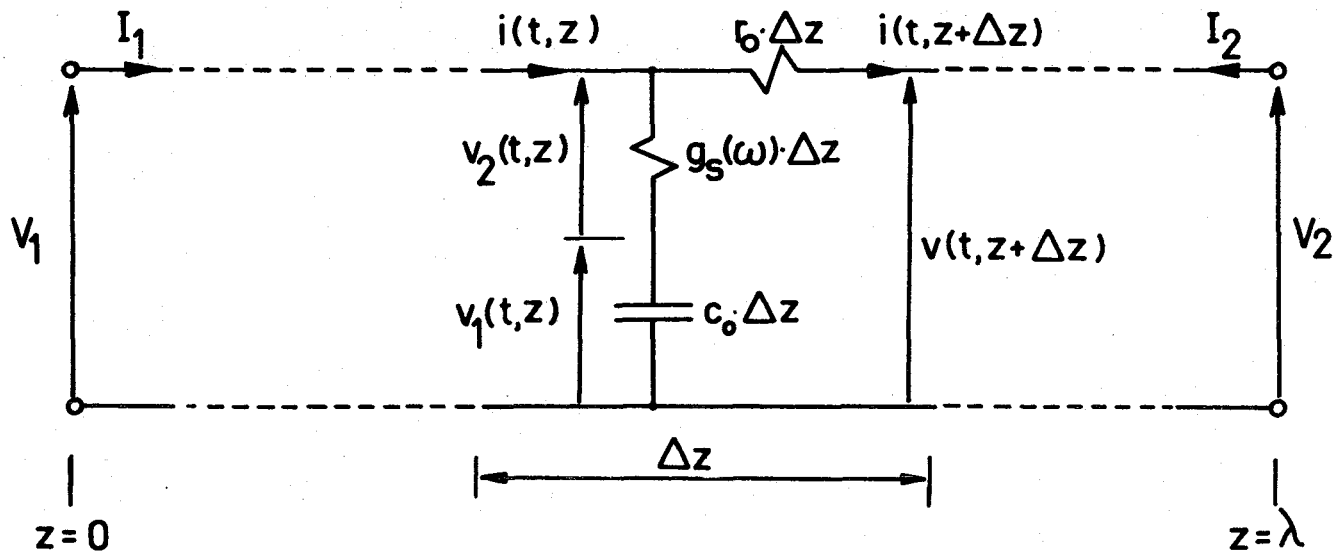 I₁ i(t,z) r₀·Δz i(t,z+Δz) I₂
v₂(t,z) gₛ(ω)·Δz
V₁ v(t,z+Δz) V₂
v₁(t,z) c₀·Δz
Δz
z=0 z=λ